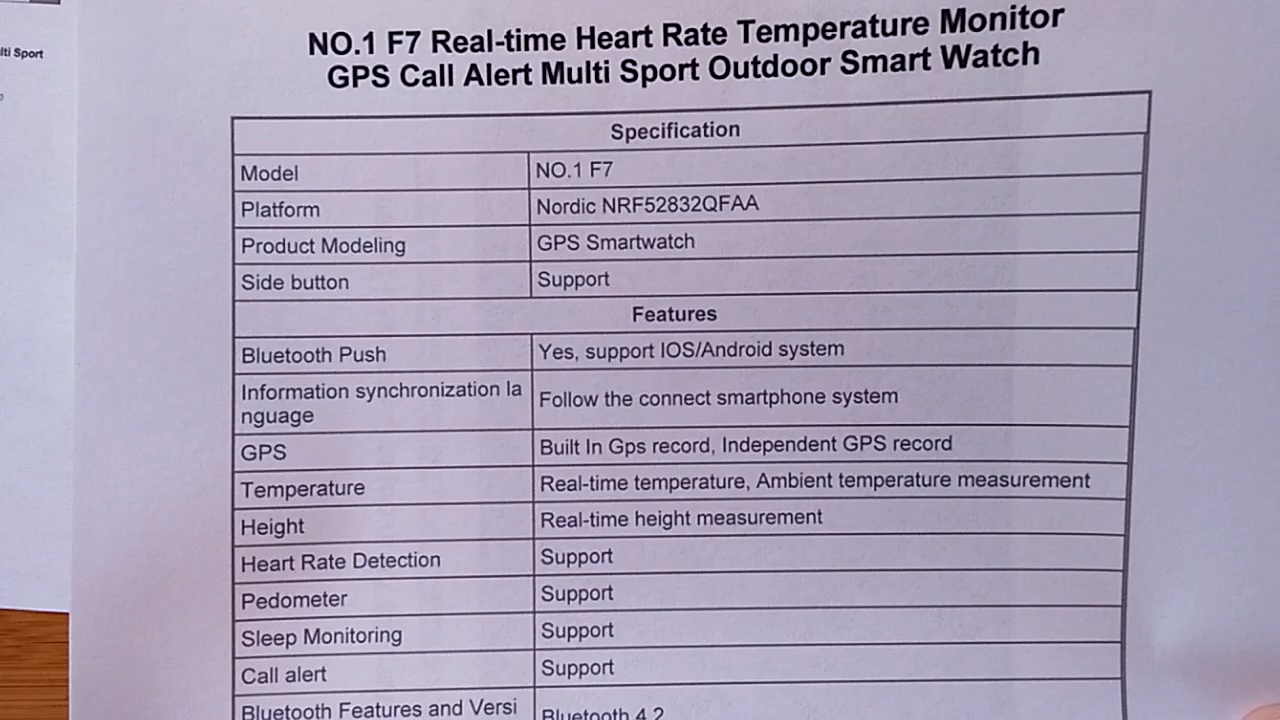 lti Sport
NO.1 F7 Real-time Heart Rate Temperature Monitor
GPS Call Alert Multi Sport Outdoor Smart Watch
Specification
Model NO.1 F7
Platform Nordic NRF52832QFAA
Product Modeling GPS Smartwatch
Side button Support
Features
Bluetooth Push Yes, support IOS/Android system
Information synchronization la
nguage Follow the connect smartphone system
GPS Built In Gps record, Independent GPS record
Temperature Real-time temperature, Ambient temperature measurement
Height Real-time height measurement
Heart Rate Detection Support
Pedometer Support
Sleep Monitoring Support
Call alert Support
Bluetooth Features and Versi Bluetooth 4.2